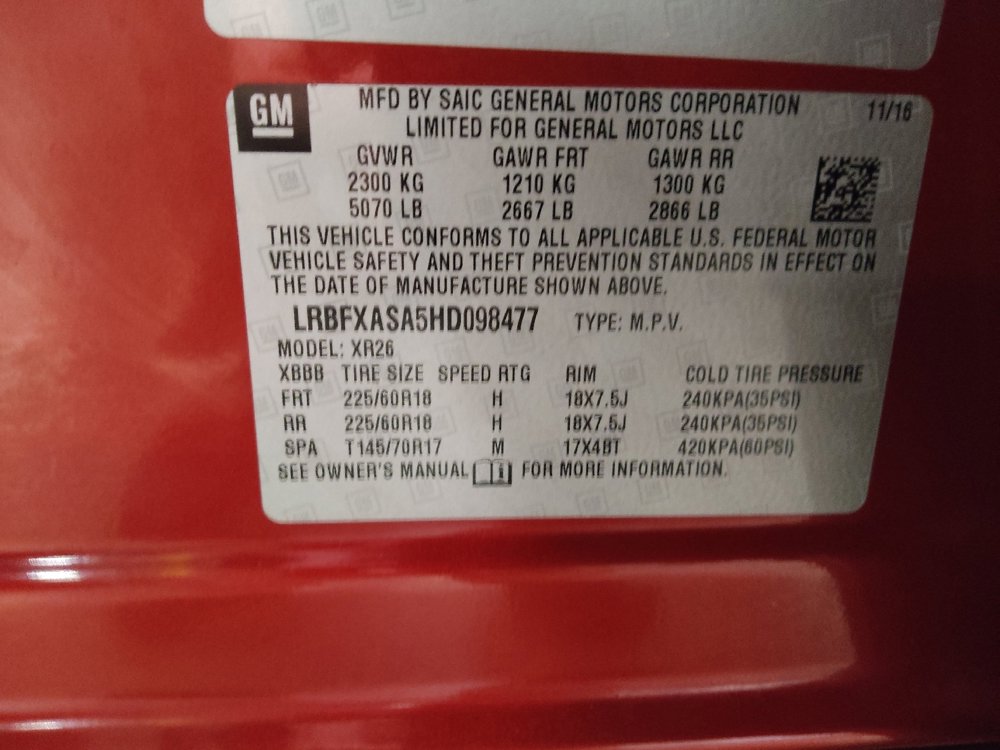 GM
MFD BY SAIC GENERAL MOTORS CORPORATION 11/16
LIMITED FOR GENERAL MOTORS LLC
GVWR GAWR FRT GAWR RR
2300 KG 1210 KG 1300 KG
5070 LB 2667 LB 2866 LB
THIS VEHICLE CONFORMS TO ALL APPLICABLE U.S. FEDERAL MOTOR
VEHICLE SAFETY AND THEFT PREVENTION STANDARDS IN EFFECT ON
THE DATE OF MANUFACTURE SHOWN ABOVE.
LRBFXASA5HD098477 TYPE: M.P.V.
MODEL: XR26
XBBB TIRE SIZE SPEED RTG RIM COLD TIRE PRESSURE
FRT 225/60R18 H 18X7.5J 240KPA(35PSI)
RR 225/60R18 H 18X7.5J 240KPA(35PSI)
SPA T145/70R17 M 17X4BT 420KPA(60PSI)
SEE OWNER'S MANUAL FOR MORE INFORMATION.